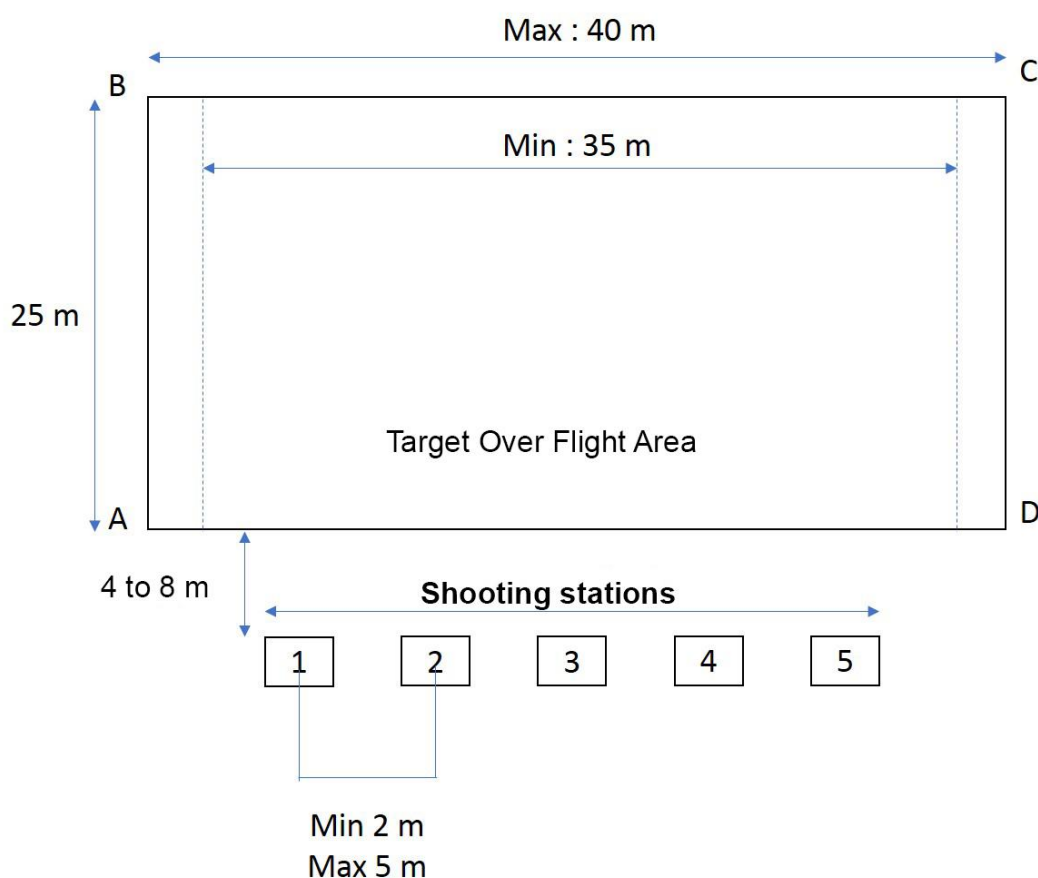 Max : 40 m
B
C
Min : 35 m
25 m
Target Over Flight Area
A
D
4 to 8 m
Shooting stations
1 2 3 4 5
Min 2 m
Max 5 m